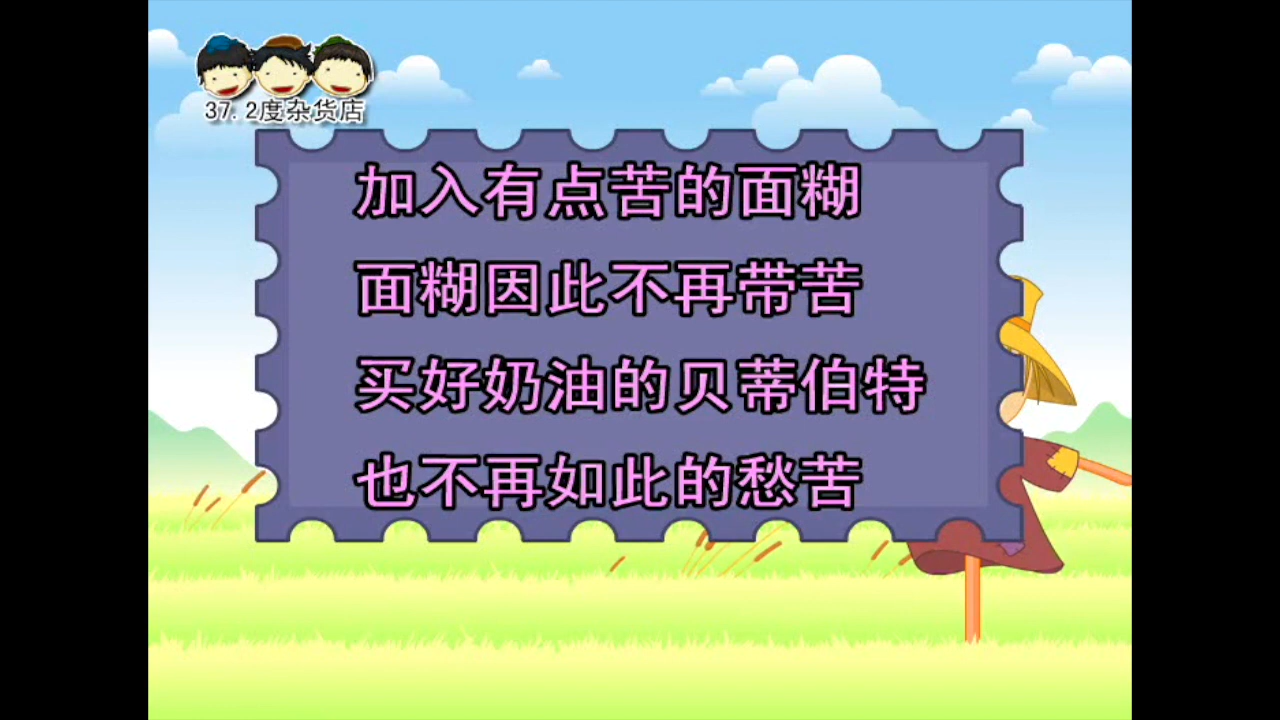 37.2度杂货店
加入有点苦的面糊
面糊因此不再带苦
买好奶油的贝蒂伯特
也不再如此的愁苦